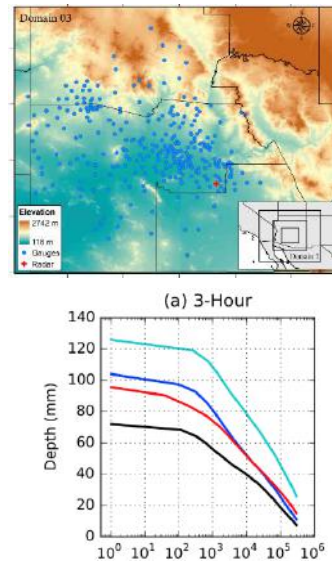 Domain 03
N
Elevation
2742 m
116 m
Gauges
Radar
Domain 1
(a) 3-Hour
Depth (mm)
140
120
100
80
60
40
20
0
10⁰ 10¹ 10² 10³ 10⁴ 10⁵ 10⁶